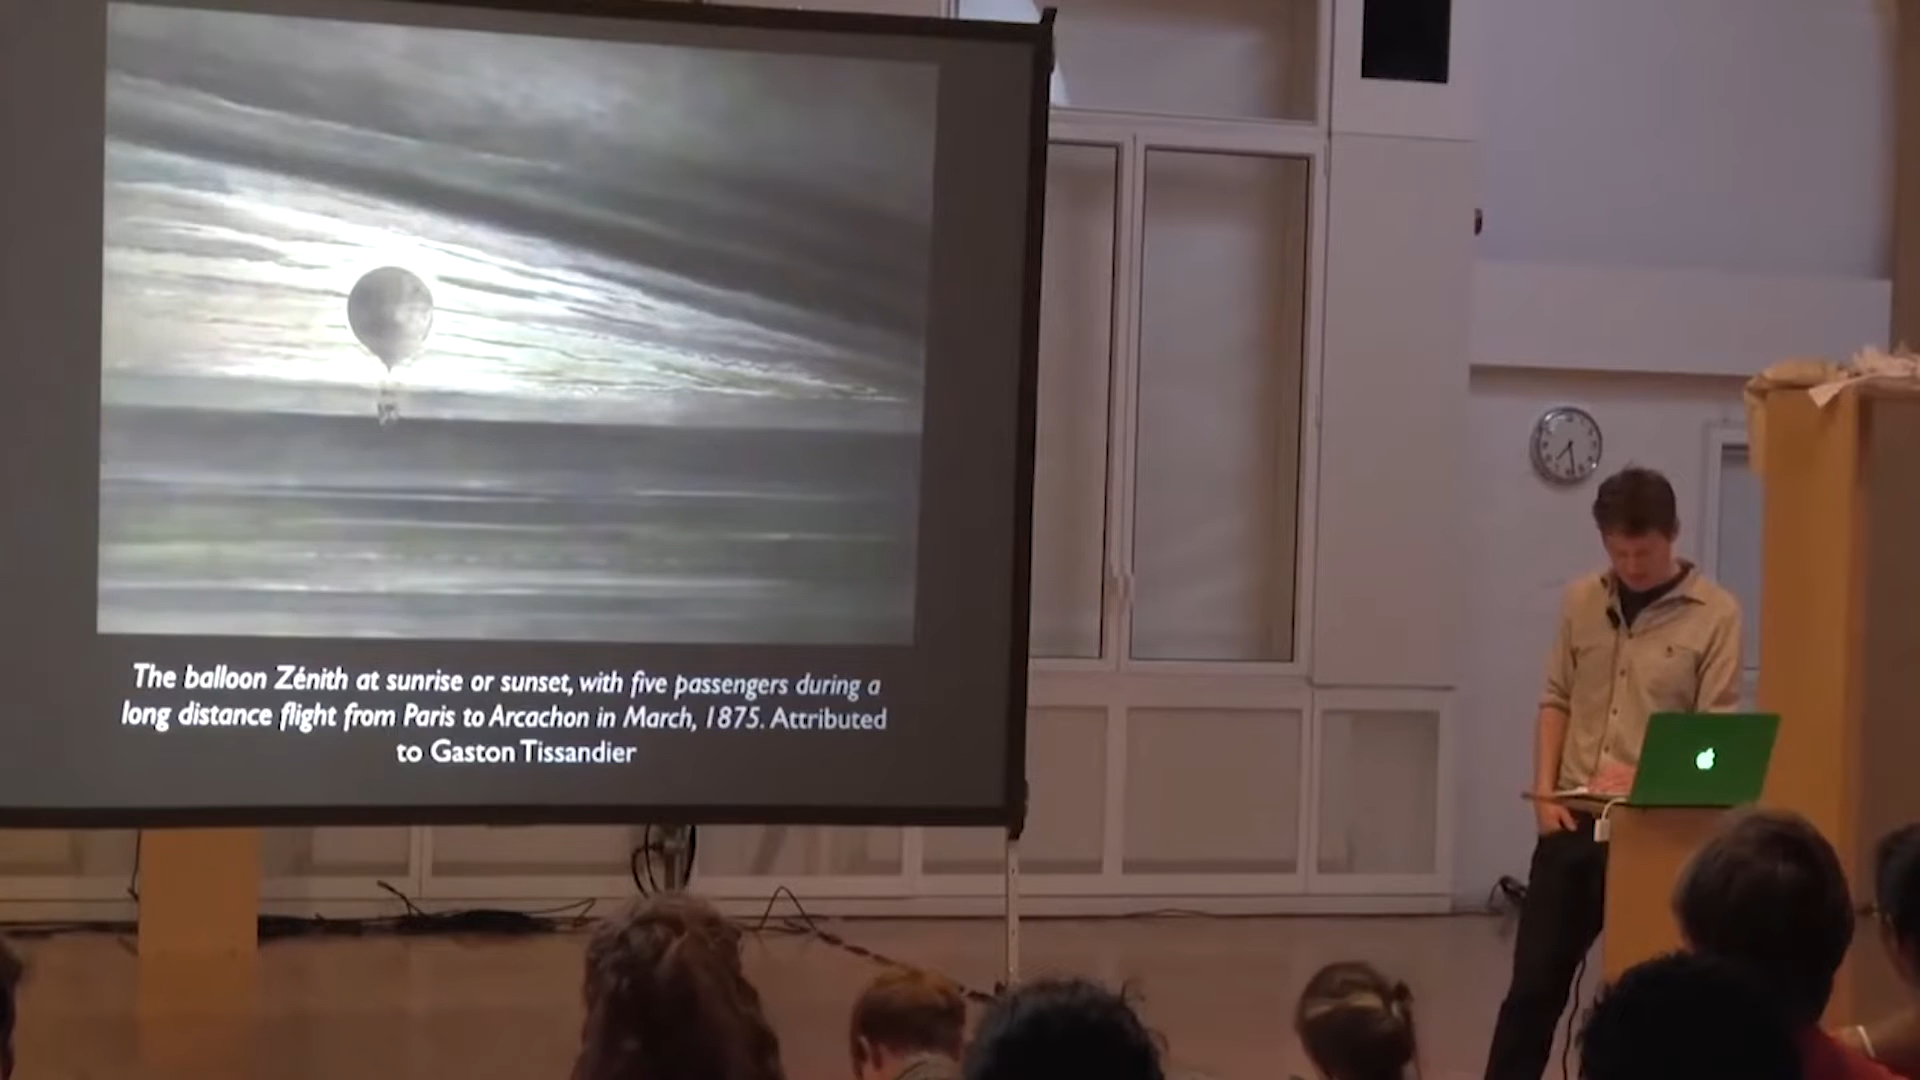 The balloon Zénith at sunrise or sunset, with five passengers during a
long distance flight from Paris to Arcachon in March, 1875. Attributed
to Gaston Tissandier